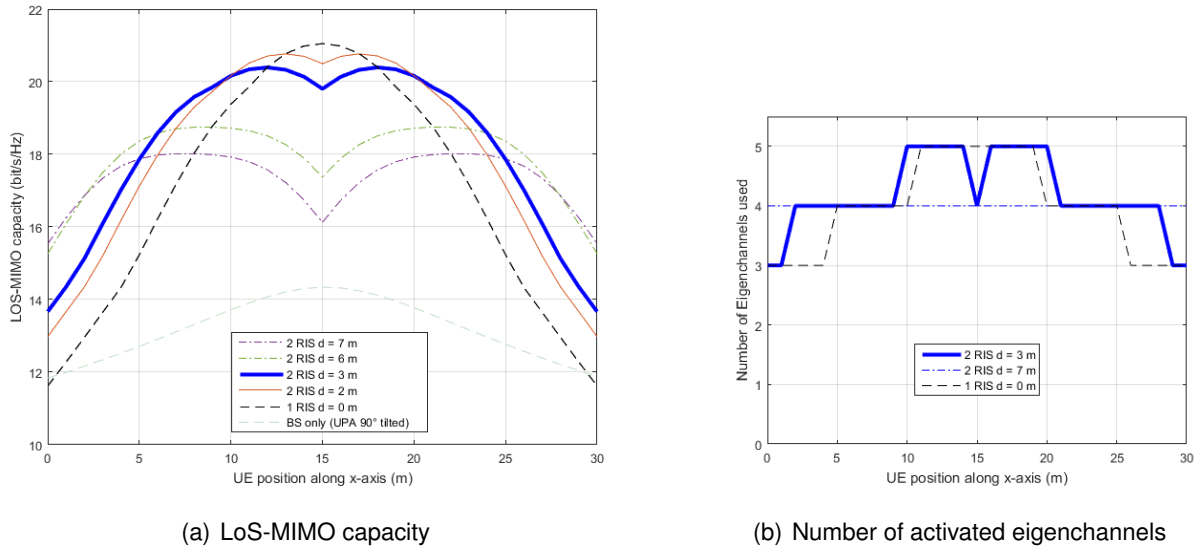 22
20
18
16
14
12
10
LOS-MIMO capacity (bit/s/Hz)
2 RIS d = 7 m
2 RIS d = 6 m
2 RIS d = 3 m
2 RIS d = 2 m
1 RIS d = 0 m
BS only (UPA 90° tilted)
0 5 10 15 20 25 30
UE position along x-axis (m)
(a) LoS-MIMO capacity
5
4
3
2
1
0
Number of Eigenchannels used
2 RIS d = 3 m
2 RIS d = 7 m
1 RIS d = 0 m
0 5 10 15 20 25 30
UE position along x-axis (m)
(b) Number of activated eigenchannels